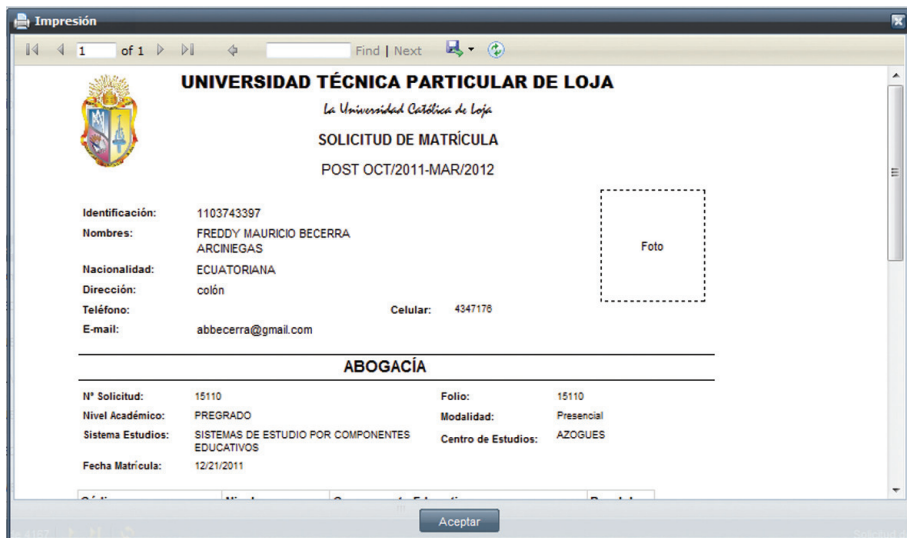 Impresión
1 of 1 Find | Next
UNIVERSIDAD TÉCNICA PARTICULAR DE LOJA
La Universidad Católica de Loja
SOLICITUD DE MATRÍCULA
POST OCT/2011-MAR/2012
Identificación: 1103743397
Nombres: FREDDY MAURICIO BECERRA
ARCINIEGAS
Foto
Nacionalidad: ECUATORIANA
Dirección: colón
Teléfono: Celular: 4347176
E-mail: abbecerra@gmail.com
ABOGACÍA
Nº Solicitud: 15110 Folio: 15110
Nivel Académico: PREGRADO Modalidad: Presencial
Sistema Estudios: SISTEMAS DE ESTUDIO POR COMPONENTES
EDUCATIVOS
Centro de Estudios: AZOGUES
Fecha Matrícula: 12/21/2011
Aceptar